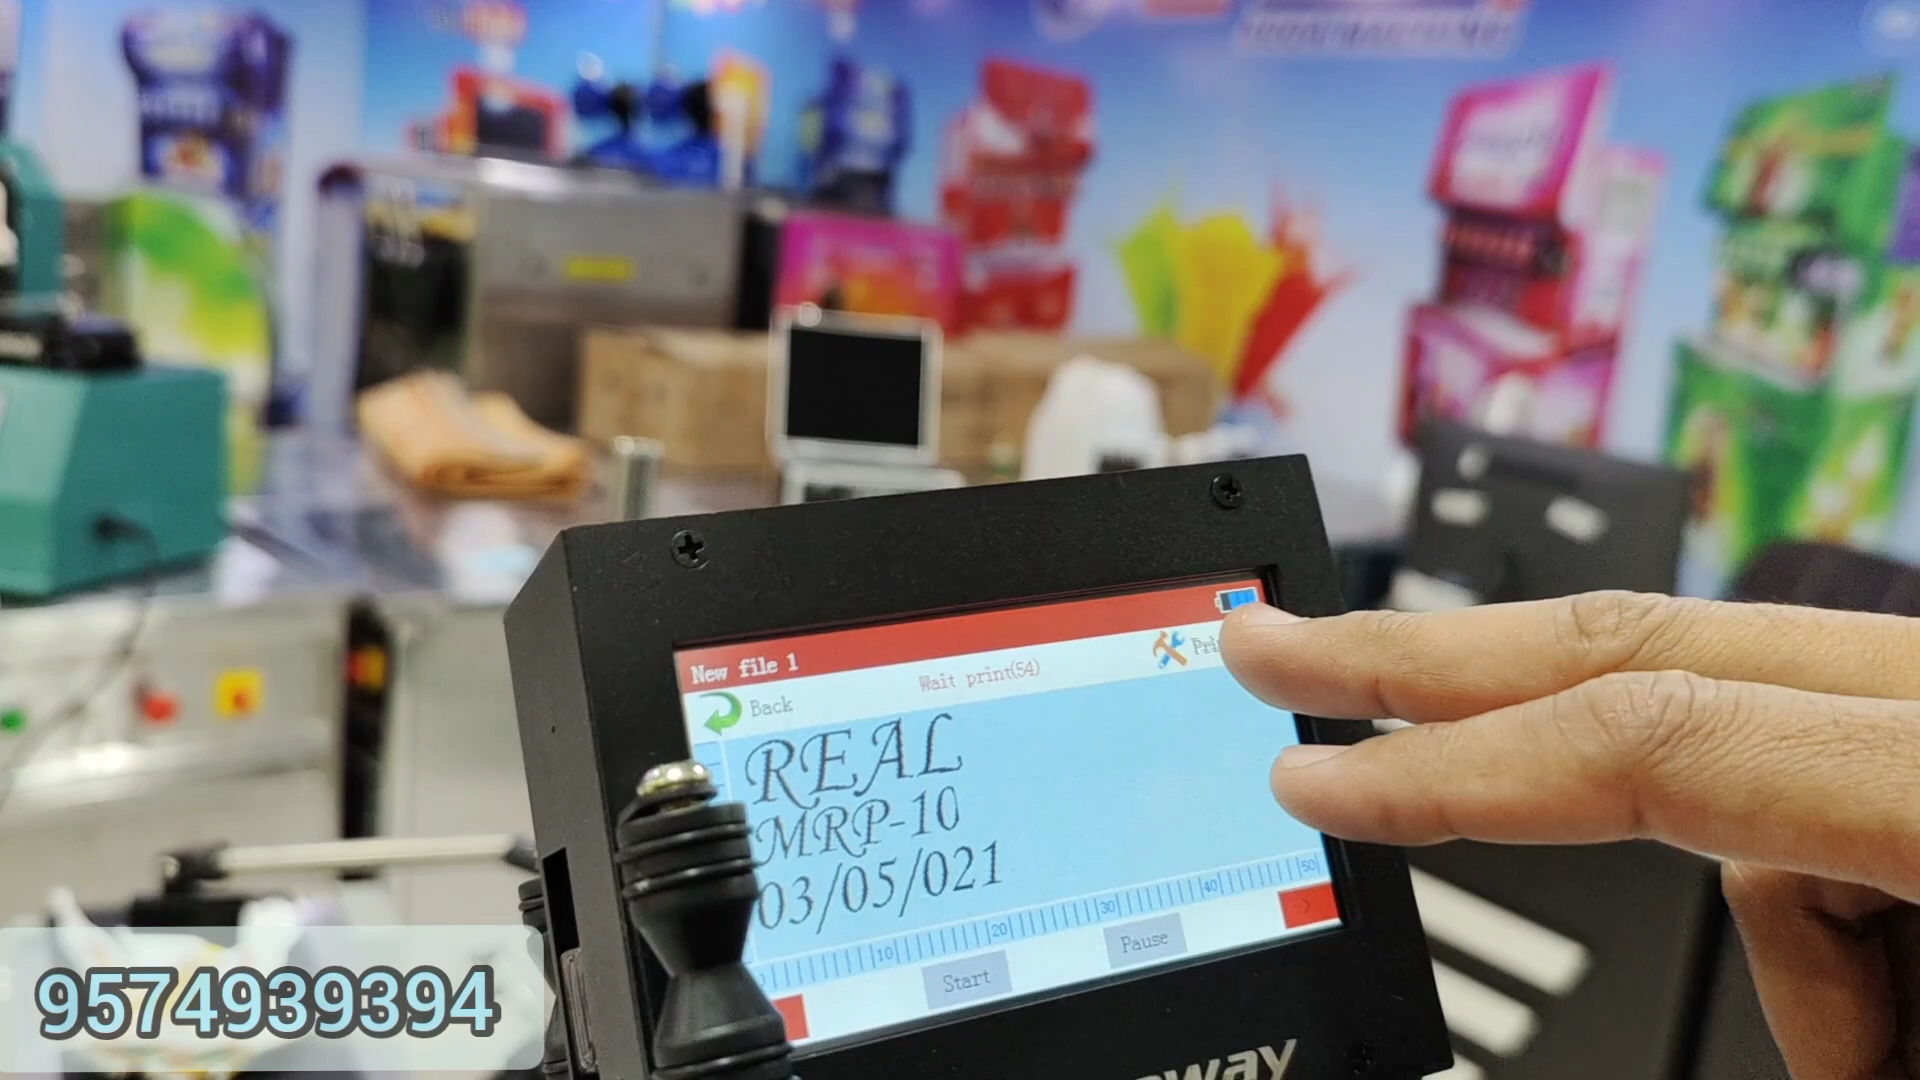 New file 1
Back
Wait print(54)
REAL
MRP-10
03/05/021
10 20 30 40 50
Start
Pause
9574939394